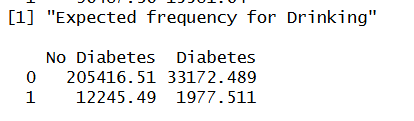 [1] "Expected frequency for Drinking"
No Diabetes Diabetes
0 205416.51 33172.489
1 12245.49 1977.511